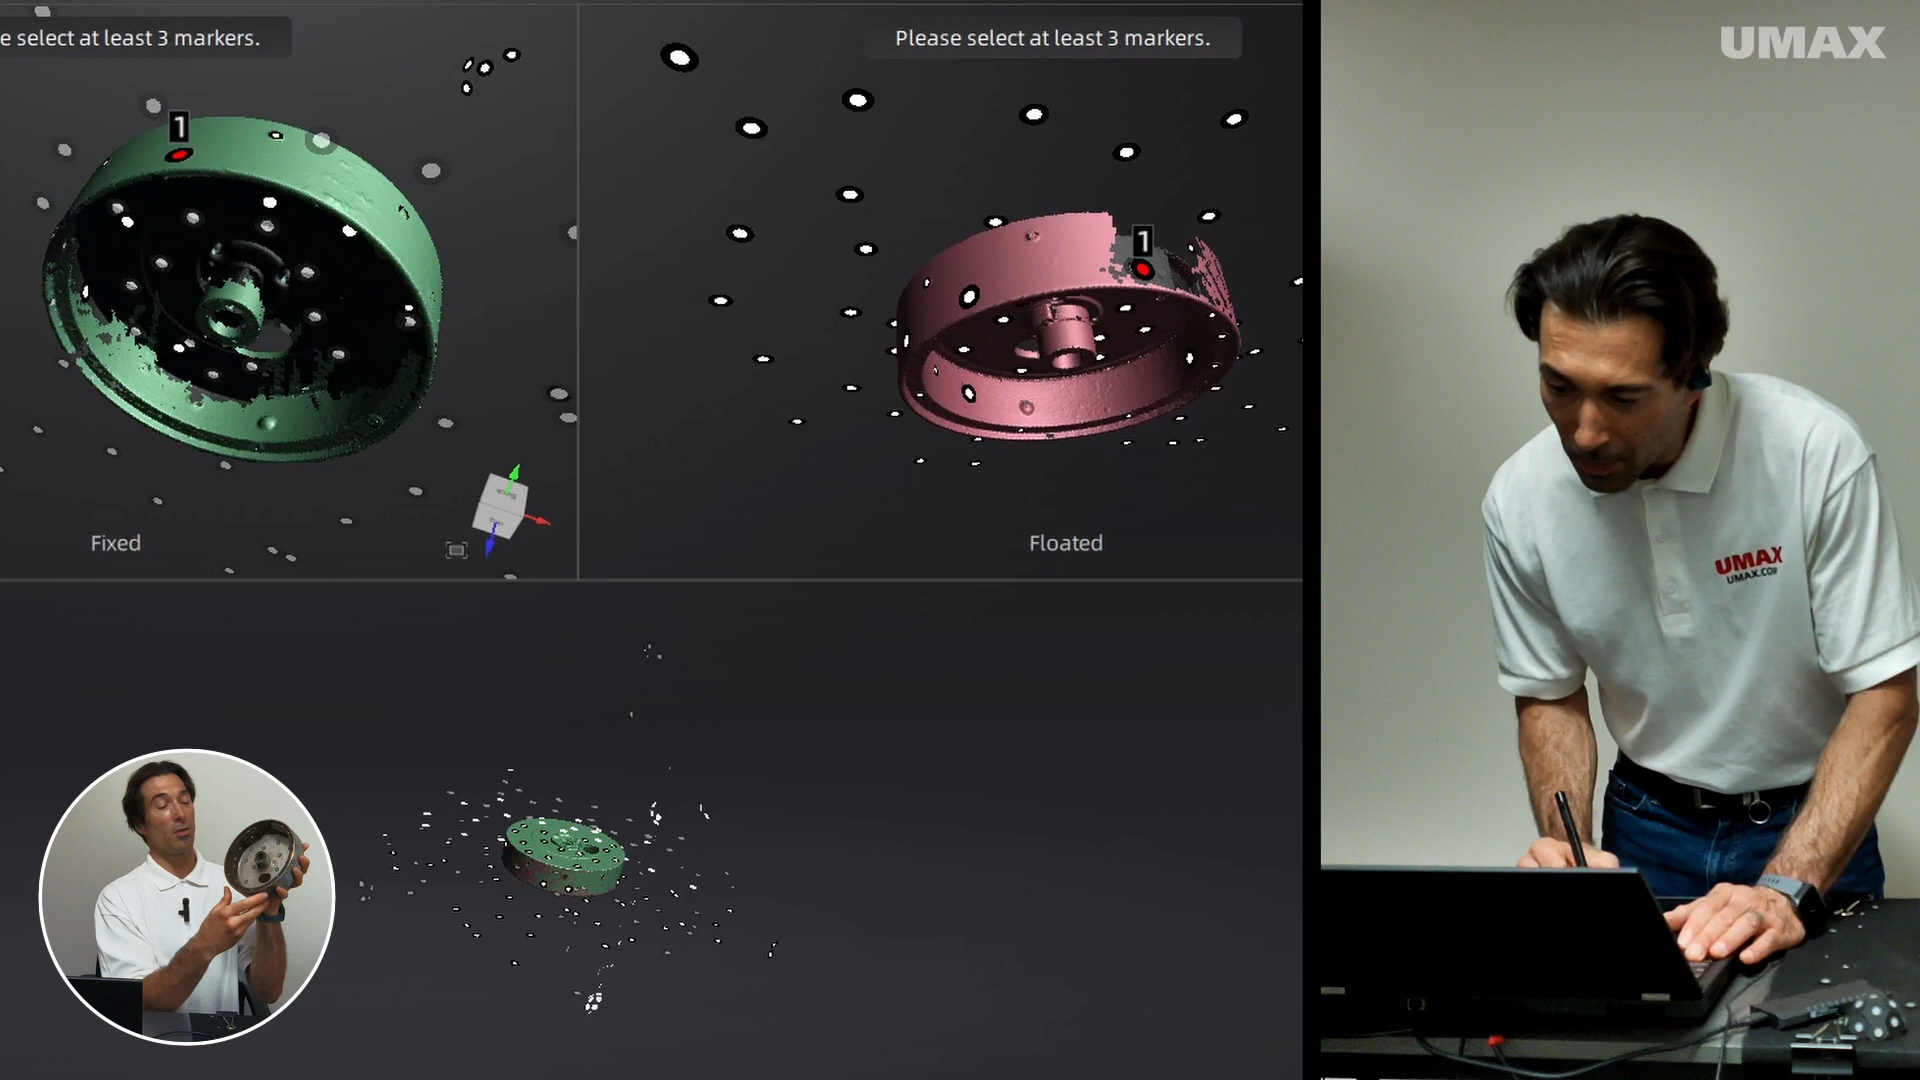 e select at least 3 markers.
Please select at least 3 markers.
1
1
Fixed
Floated
UMAX
UMAX
UMAX.COM